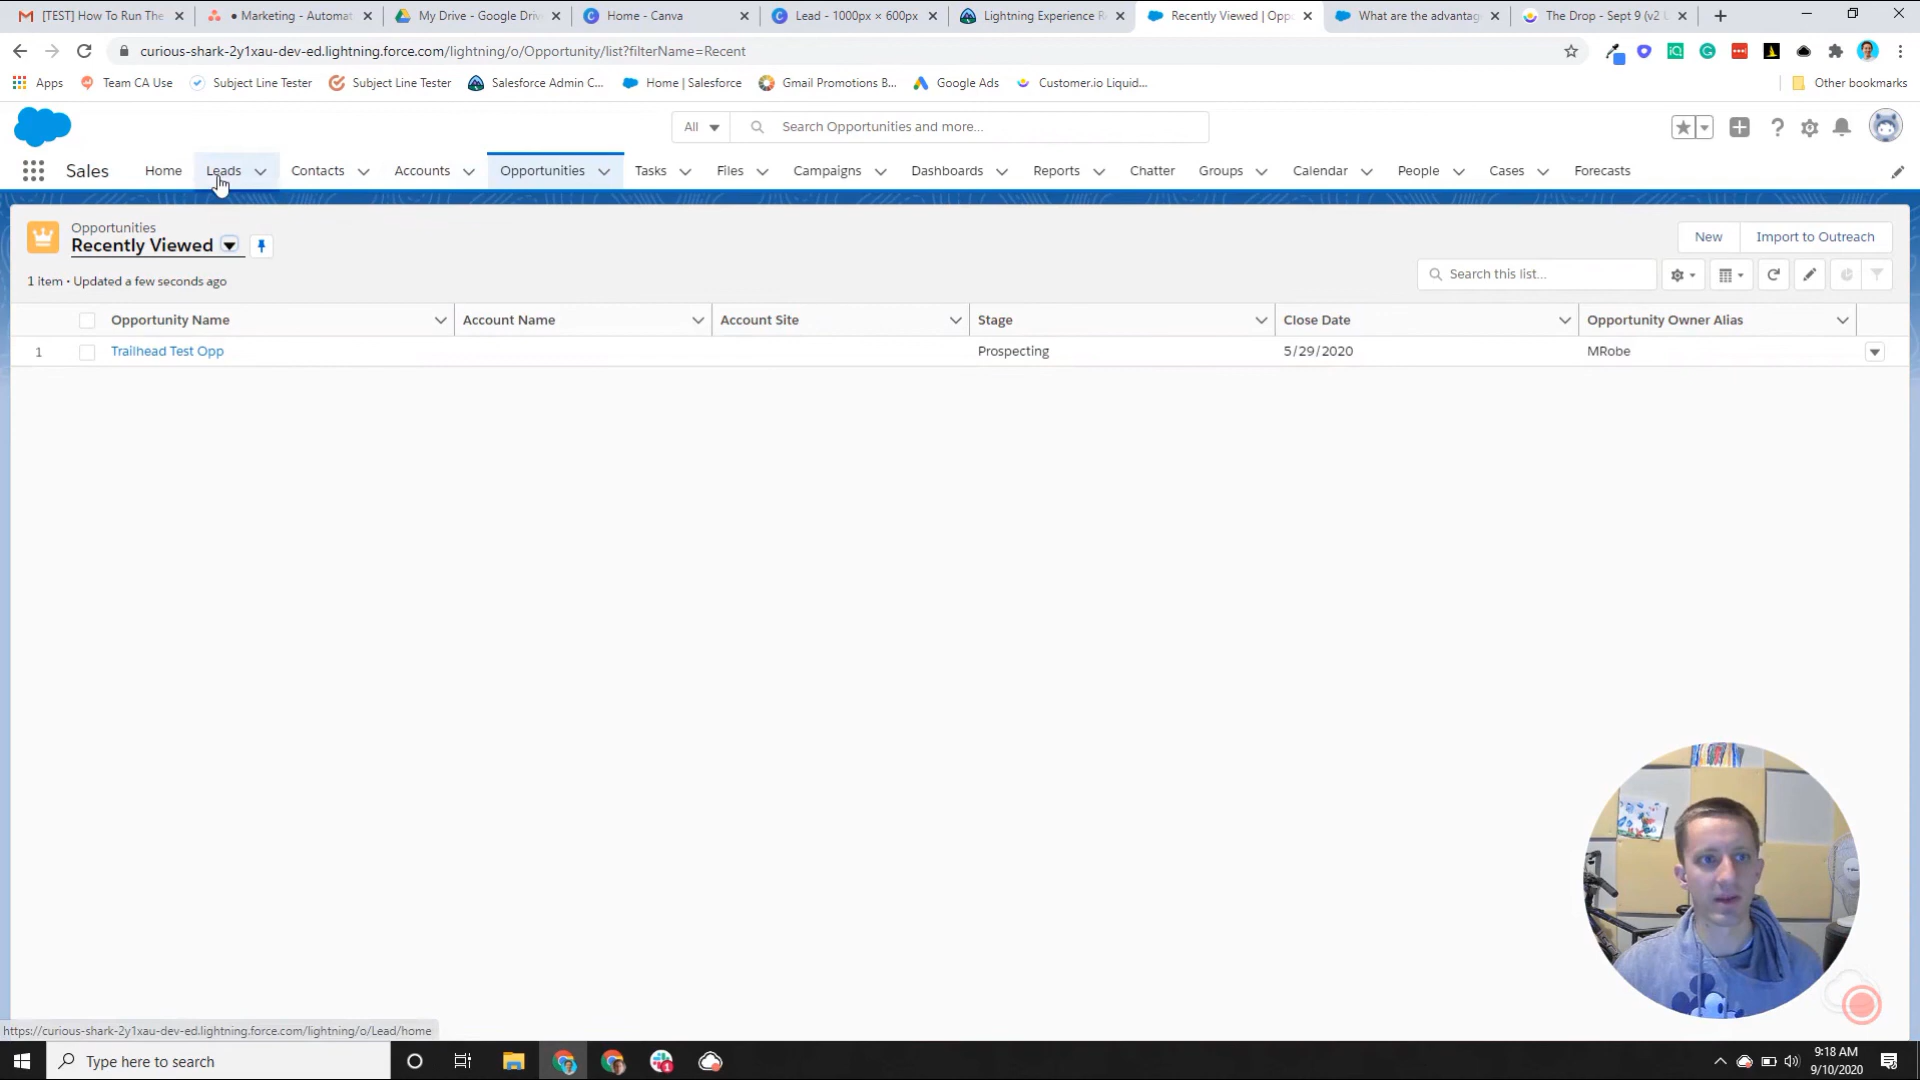 [TEST] How To Run The
• Marketing - Automat
My Drive - Google Driv
Home - Canva
Lead - 1000px × 600px
Lightning Experience R
Recently Viewed | Opp
What are the advantag
The Drop - Sept 9 (v2 L
curious-shark-2y1xau-dev-ed.lightning.force.com/lightning/o/Opportunity/list?filterName=Recent
Apps
Team CA Use
Subject Line Tester
Subject Line Tester
Salesforce Admin C...
Home | Salesforce
Gmail Promotions B...
Google Ads
Customer.io Liquid...
Other bookmarks
All
Search Opportunities and more...
Sales
Home
Leads
Contacts
Accounts
Opportunities
Tasks
Files
Campaigns
Dashboards
Reports
Chatter
Groups
Calendar
People
Cases
Forecasts
Opportunities
Recently Viewed
New
Import to Outreach
1 item • Updated a few seconds ago
Search this list...
Opportunity Name
Account Name
Account Site
Stage
Close Date
Opportunity Owner Alias
1
Trailhead Test Opp
Prospecting
5/29/2020
MRobe
https://curious-shark-2y1xau-dev-ed.lightning.force.com/lightning/o/Lead/home
Type here to search
9:18 AM
9/10/2020